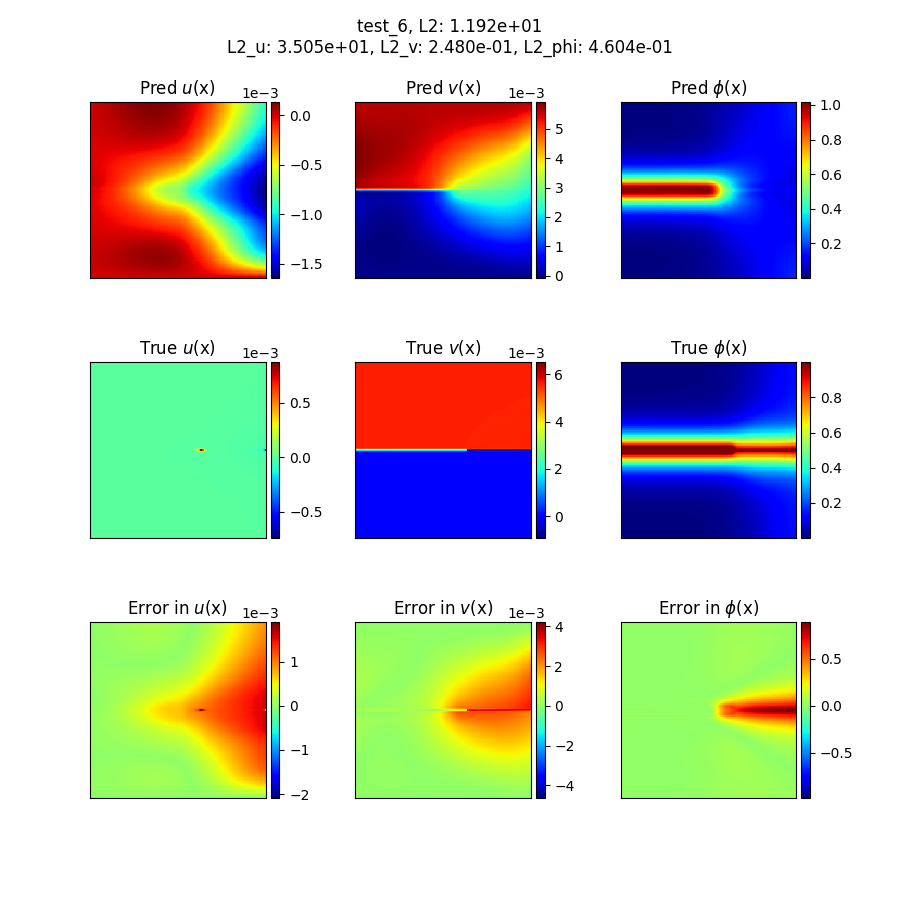 test_6, L2: 1.192e+01
L2_u: 3.505e+01, L2_v: 2.480e-01, L2_phi: 4.604e-01
Pred u(x)
1e−3
0.0
−0.5
−1.0
−1.5
Pred v(x)
1e−3
5
4
3
2
1
0
Pred ϕ(x)
1.0
0.8
0.6
0.4
0.2
True u(x)
1e−3
0.5
0.0
−0.5
True v(x)
1e−3
6
4
2
0
True ϕ(x)
0.8
0.6
0.4
0.2
Error in u(x)
1e−3
1
0
−1
−2
Error in v(x)
1e−3
4
2
0
−2
−4
Error in ϕ(x)
0.5
0.0
−0.5